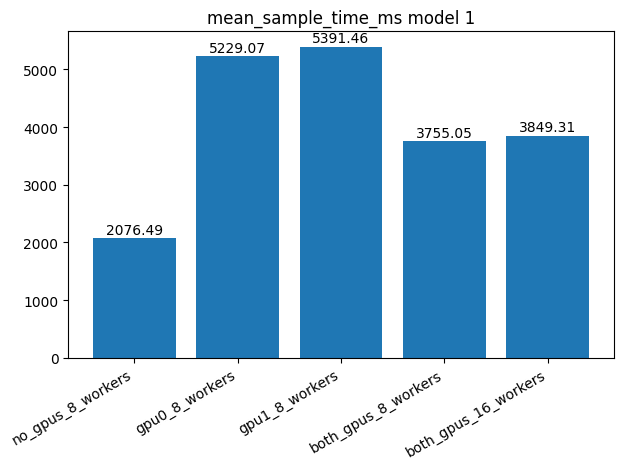 mean_sample_time_ms model 1
5000
4000
3000
2000
1000
0
2076.49
5229.07
5391.46
3755.05
3849.31
no_gpus_8_workers
gpu0_8_workers
gpu1_8_workers
both_gpus_8_workers
both_gpus_16_workers